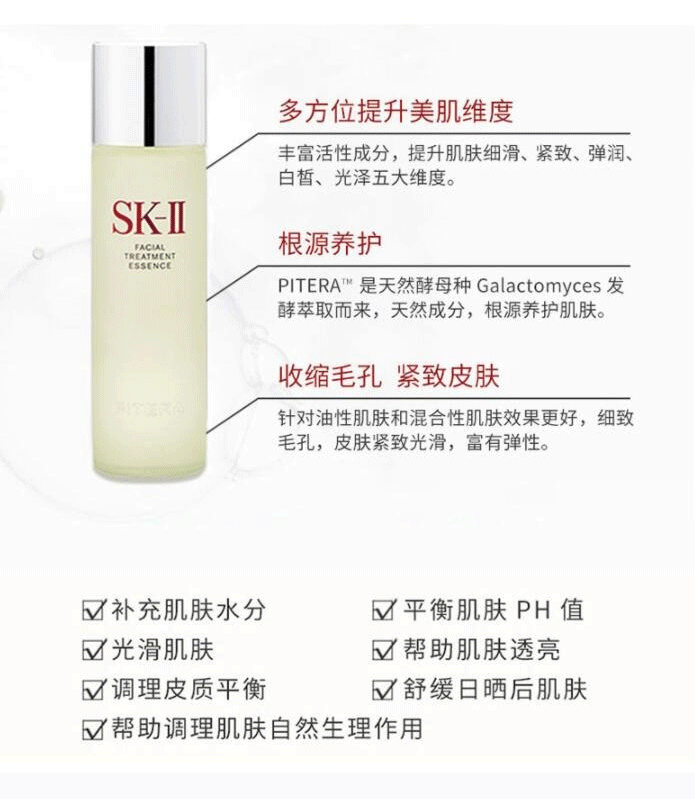 SK-II
FACIAL
TREATMENT
ESSENCE
多方位提升美肌维度
丰富活性成分，提升肌肤细滑、紧致、弹润、
白皙、光泽五大维度。
根源养护
PITERA™ 是天然酵母种 Galactomyces 发
酵萃取而来，天然成分，根源养护肌肤。
收缩毛孔 紧致皮肤
针对油性肌肤和混合性肌肤效果更好，细致
毛孔，皮肤紧致光滑，富有弹性。
补充肌肤水分
平衡肌肤 PH 值
光滑肌肤
帮助肌肤透亮
调理皮质平衡
舒缓日晒后肌肤
帮助调理肌肤自然生理作用